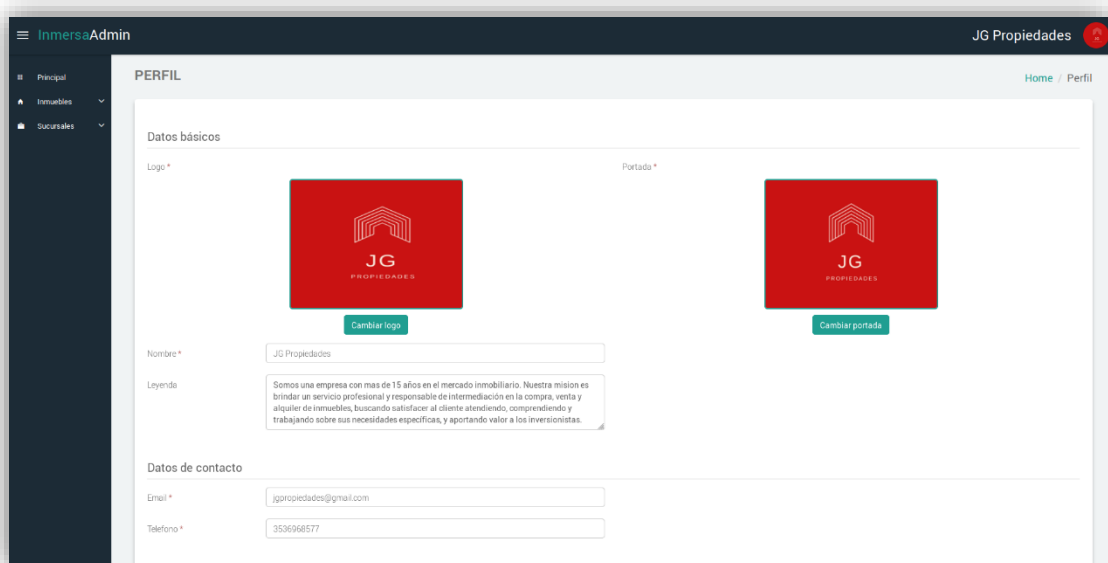 InmersaAdmin
JG Propiedades
Principal
Inmuebles
Sucursales
PERFIL
Home / Perfil
Datos básicos
Logo *
Portada *
JG
PROPIEDADES
JG
PROPIEDADES
Cambiar logo
Cambiar portada
Nombre *
JG Propiedades
Leyenda
Somos una empresa con mas de 15 años en el mercado inmobiliario. Nuestra mision es
brindar un servicio profesional y responsable de intermediación en la compra, venta y
alquiler de inmuebles, buscando satisfacer al cliente atendiendo, comprendiendo y
trabajando sobre sus necesidades específicas, y aportando valor a los inversionistas.
Datos de contacto
Email *
jgpropiedades@gmail.com
Telefono *
3536968577